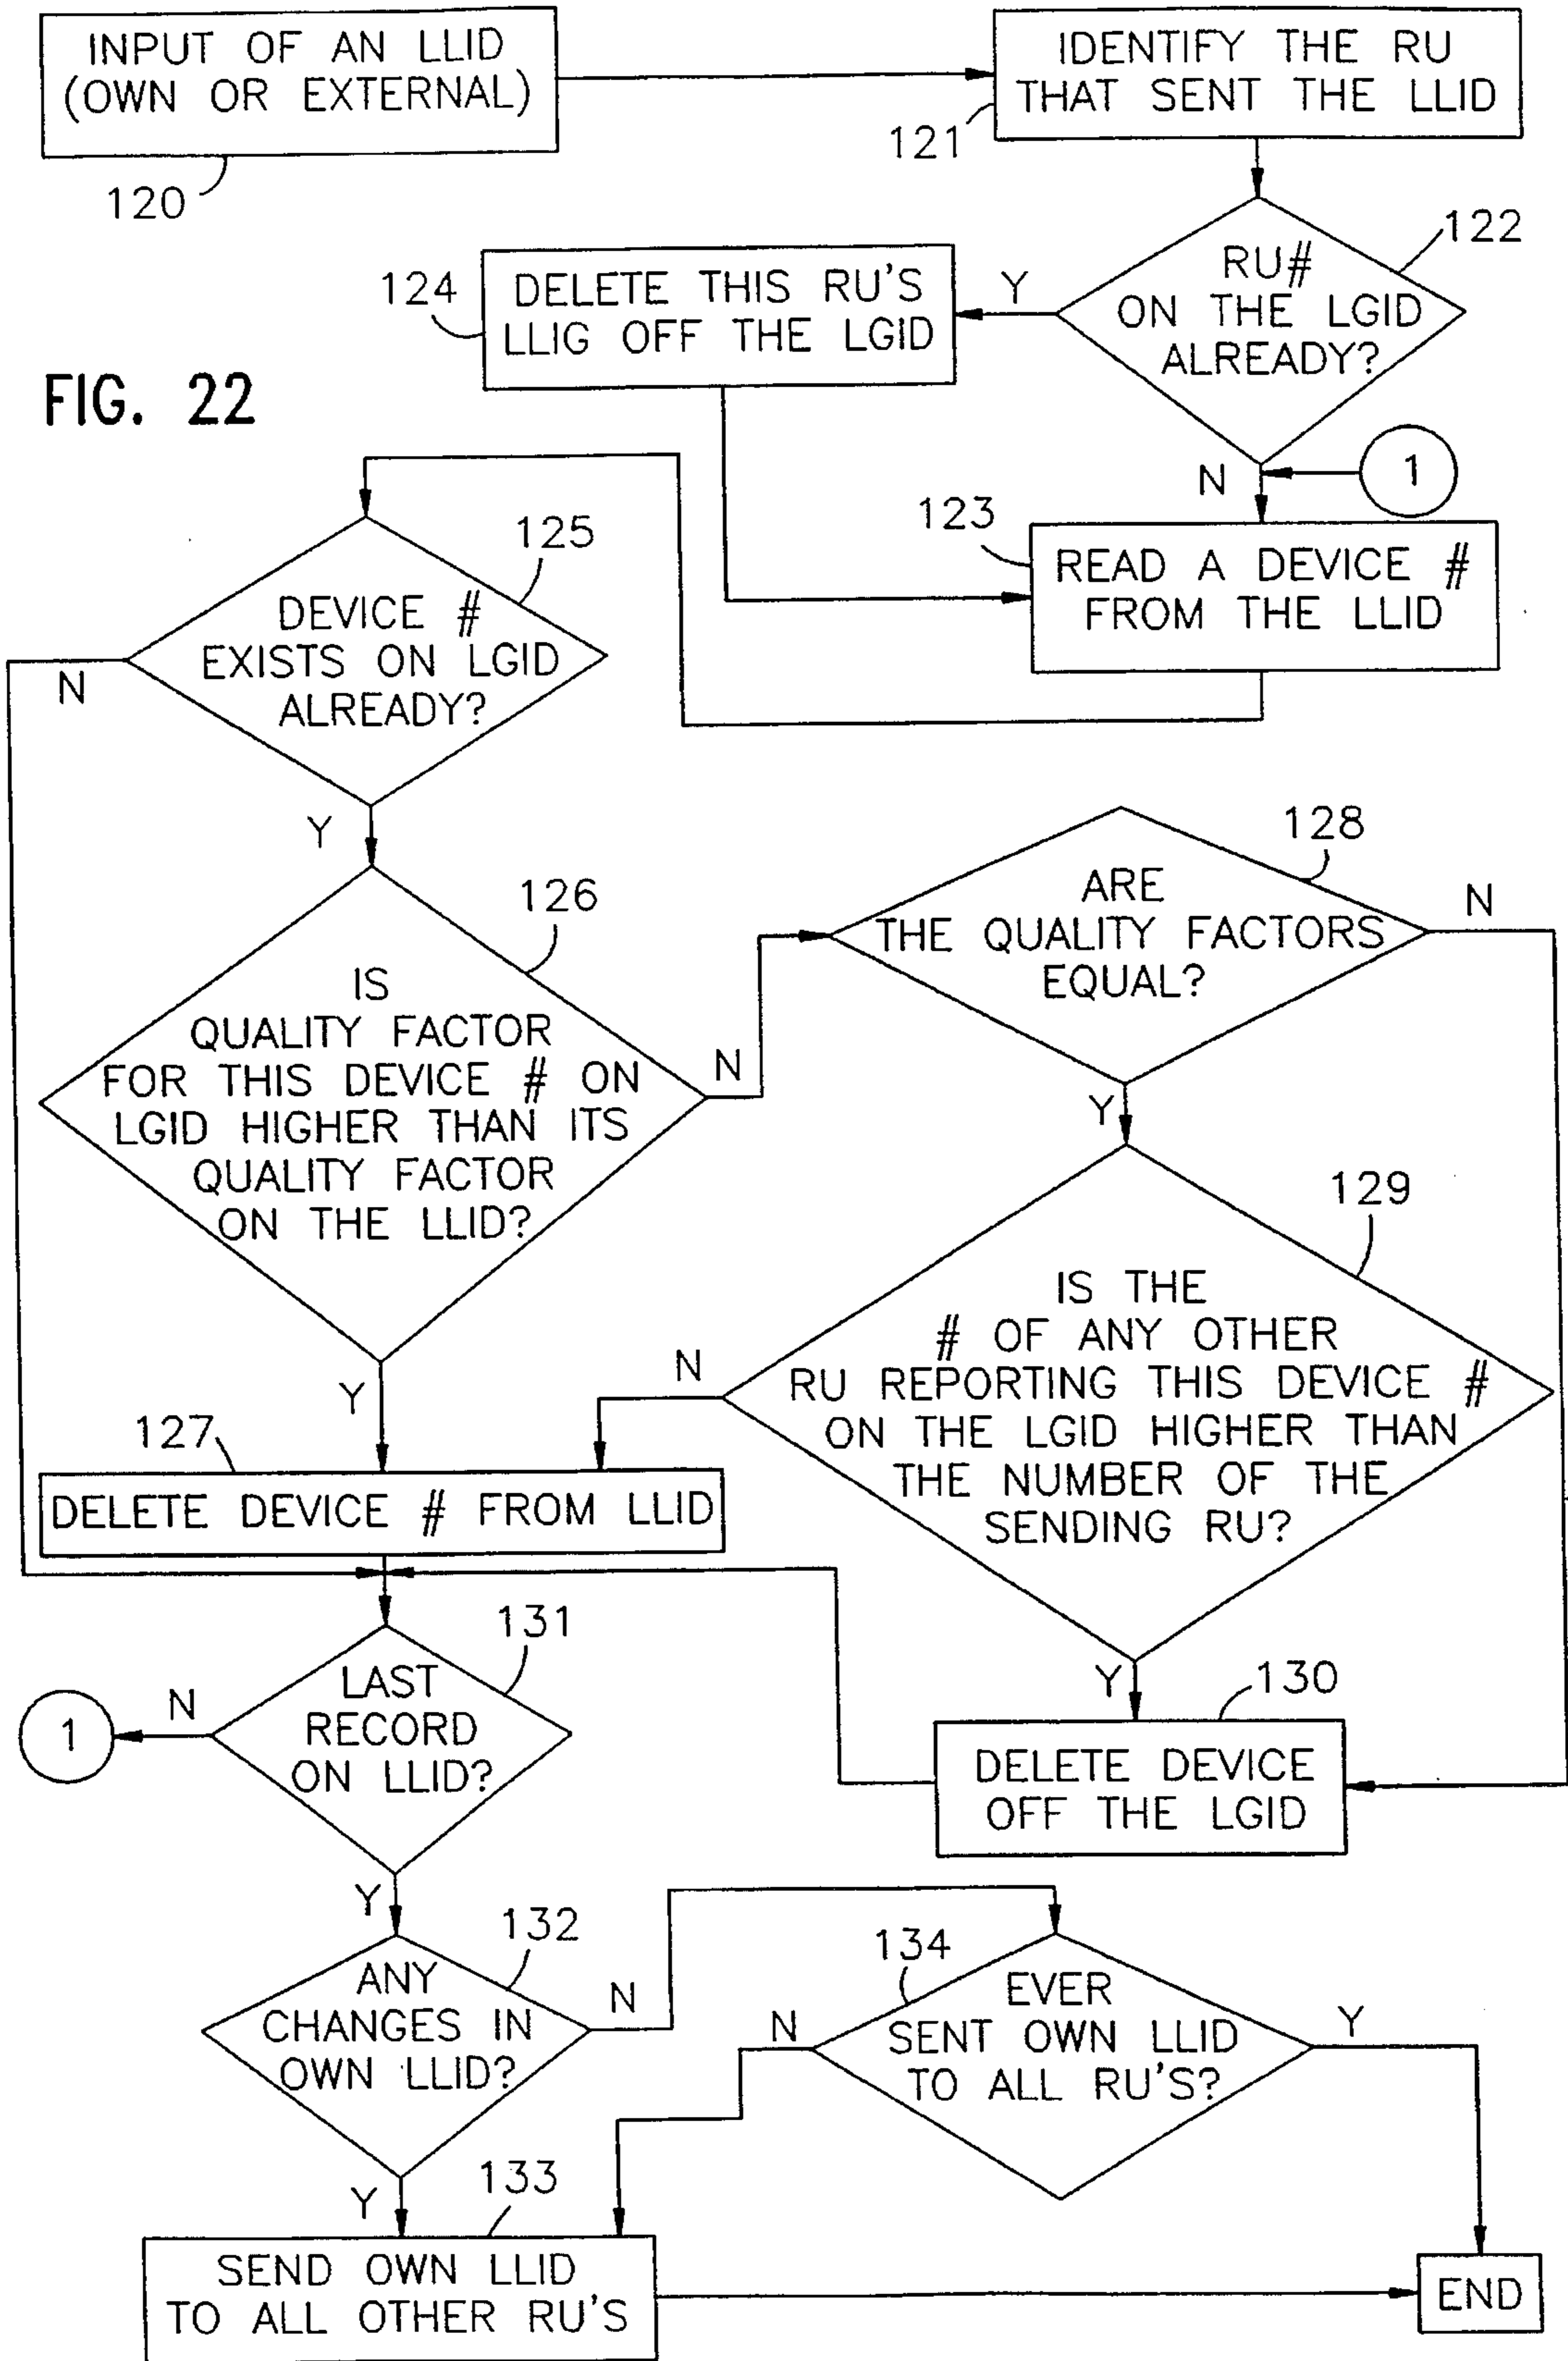 INPUT OF AN LLID
(OWN OR EXTERNAL)
120
IDENTIFY THE RU
THAT SENT THE LLID
121
RU#
ON THE LGID
ALREADY?
122
Y
N
1
124
DELETE THIS RU'S
LLIG OFF THE LGID
FIG. 22
123
READ A DEVICE #
FROM THE LLID
125
DEVICE #
EXISTS ON LGID
ALREADY?
N
Y
126
IS
QUALITY FACTOR
FOR THIS DEVICE # ON
LGID HIGHER THAN ITS
QUALITY FACTOR
ON THE LLID?
N
Y
128
ARE
THE QUALITY FACTORS
EQUAL?
N
Y
129
IS THE
# OF ANY OTHER
RU REPORTING THIS DEVICE #
ON THE LGID HIGHER THAN
THE NUMBER OF THE
SENDING RU?
N
Y
127
DELETE DEVICE # FROM LLID
130
DELETE DEVICE
OFF THE LGID
131
LAST
RECORD
ON LLID?
N
1
Y
132
ANY
CHANGES IN
OWN LLID?
N
Y
134
EVER
SENT OWN LLID
TO ALL RU'S?
N
Y
133
SEND OWN LLID
TO ALL OTHER RU'S
END